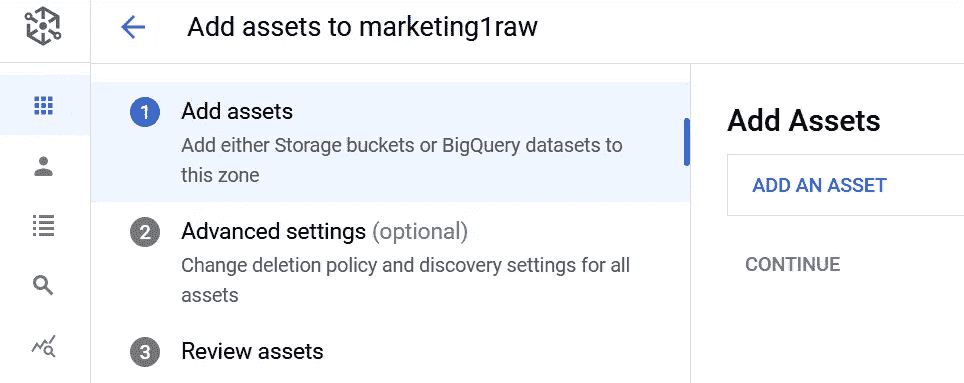 Add assets to marketing1raw
1 Add assets
Add either Storage buckets or BigQuery datasets to
this zone
2 Advanced settings (optional)
Change deletion policy and discovery settings for all
assets
3 Review assets
Add Assets
ADD AN ASSET
CONTINUE